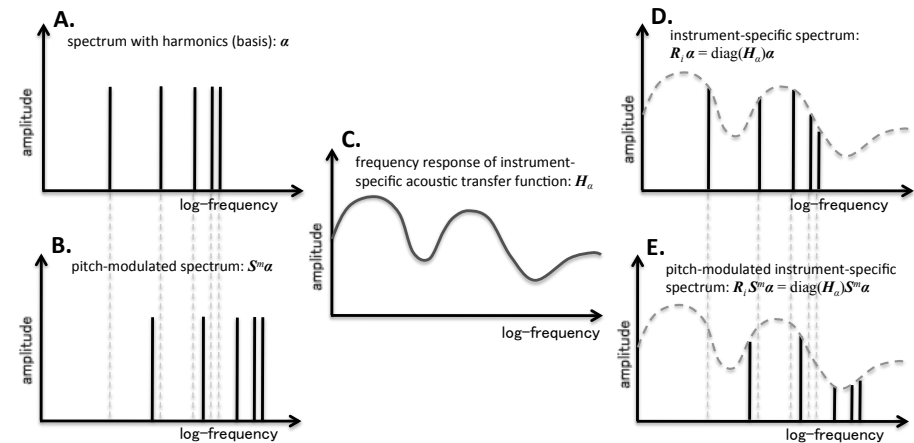 A.
spectrum with harmonics (basis): α
amplitude
log-frequency
B.
pitch-modulated spectrum: Sᵐα
amplitude
log-frequency
C.
frequency response of instrument-
specific acoustic transfer function: Hα
amplitude
log-frequency
D.
instrument-specific spectrum:
Rᵢα = diag(Hα)α
amplitude
log-frequency
E.
pitch-modulated instrument-specific
spectrum: RᵢSᵐα = diag(Hα)Sᵐα
amplitude
log-frequency